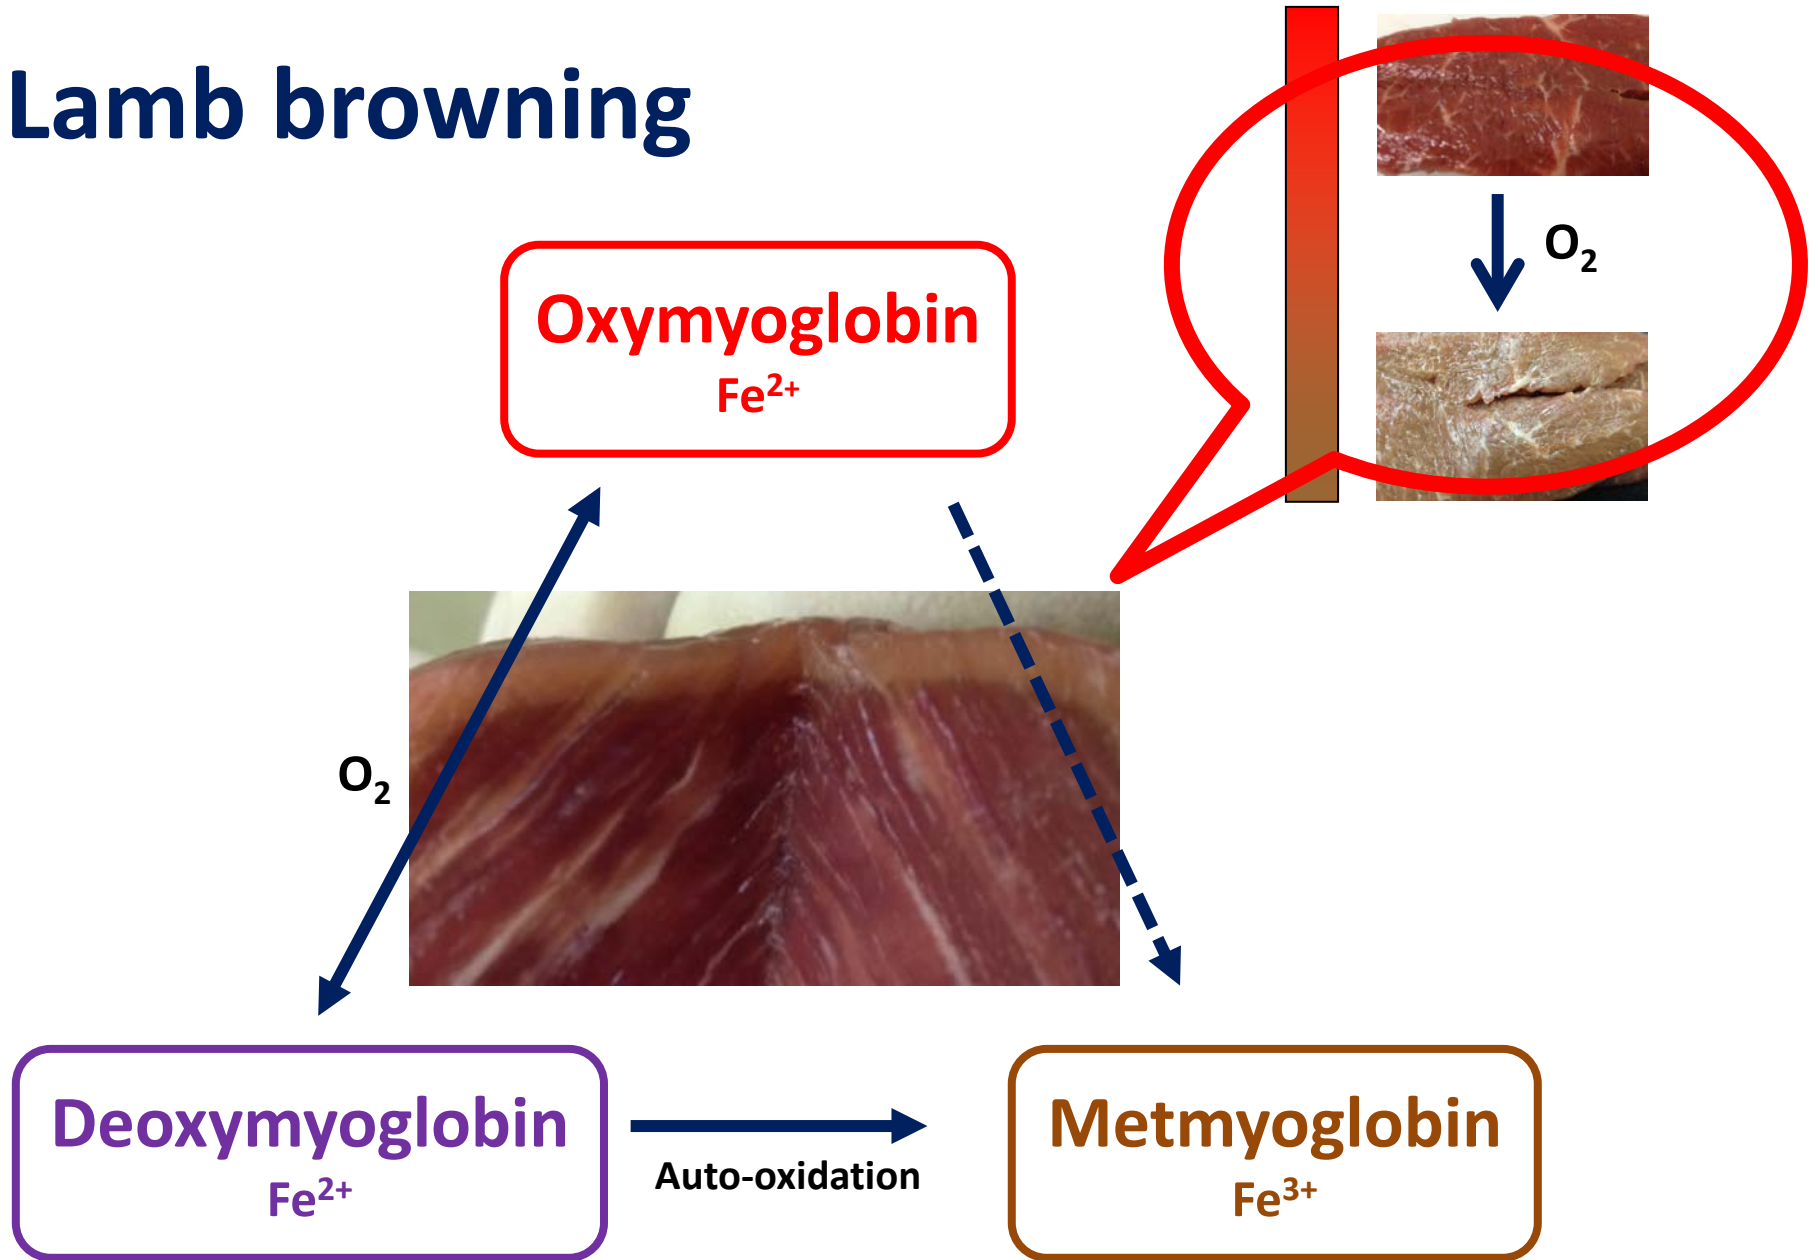 Lamb browning
O₂
Oxymyoglobin
Fe²⁺
O₂
Deoxymyoglobin
Fe²⁺
Auto-oxidation
Metmyoglobin
Fe³⁺